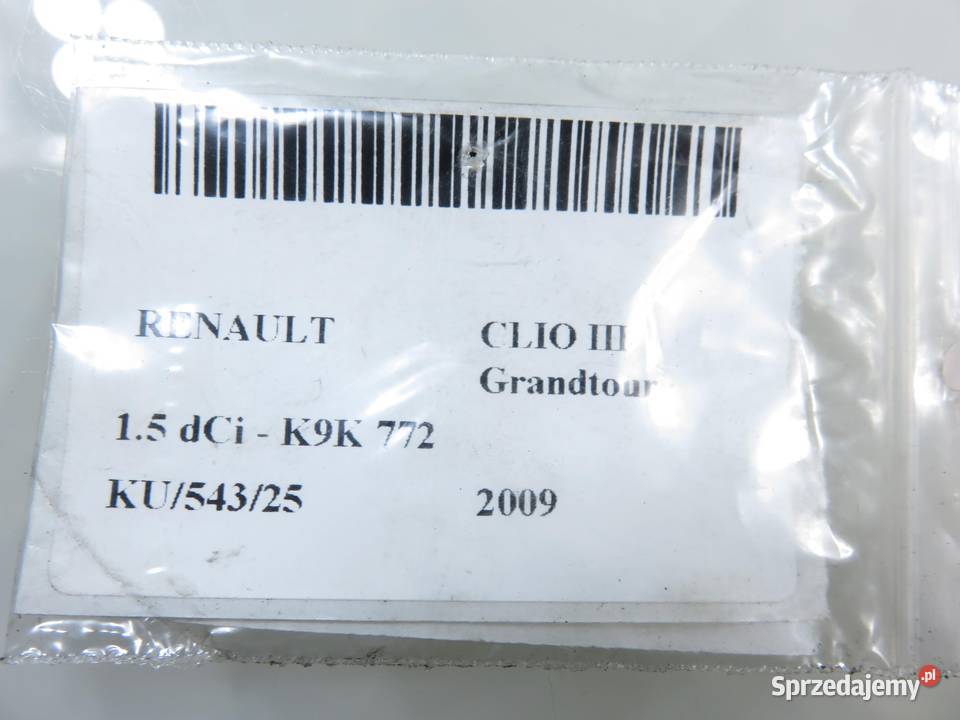 RENAULT CLIO III
Grandtour
1.5 dCi - K9K 772
KU/543/25 2009
Sprzedajemy.pl